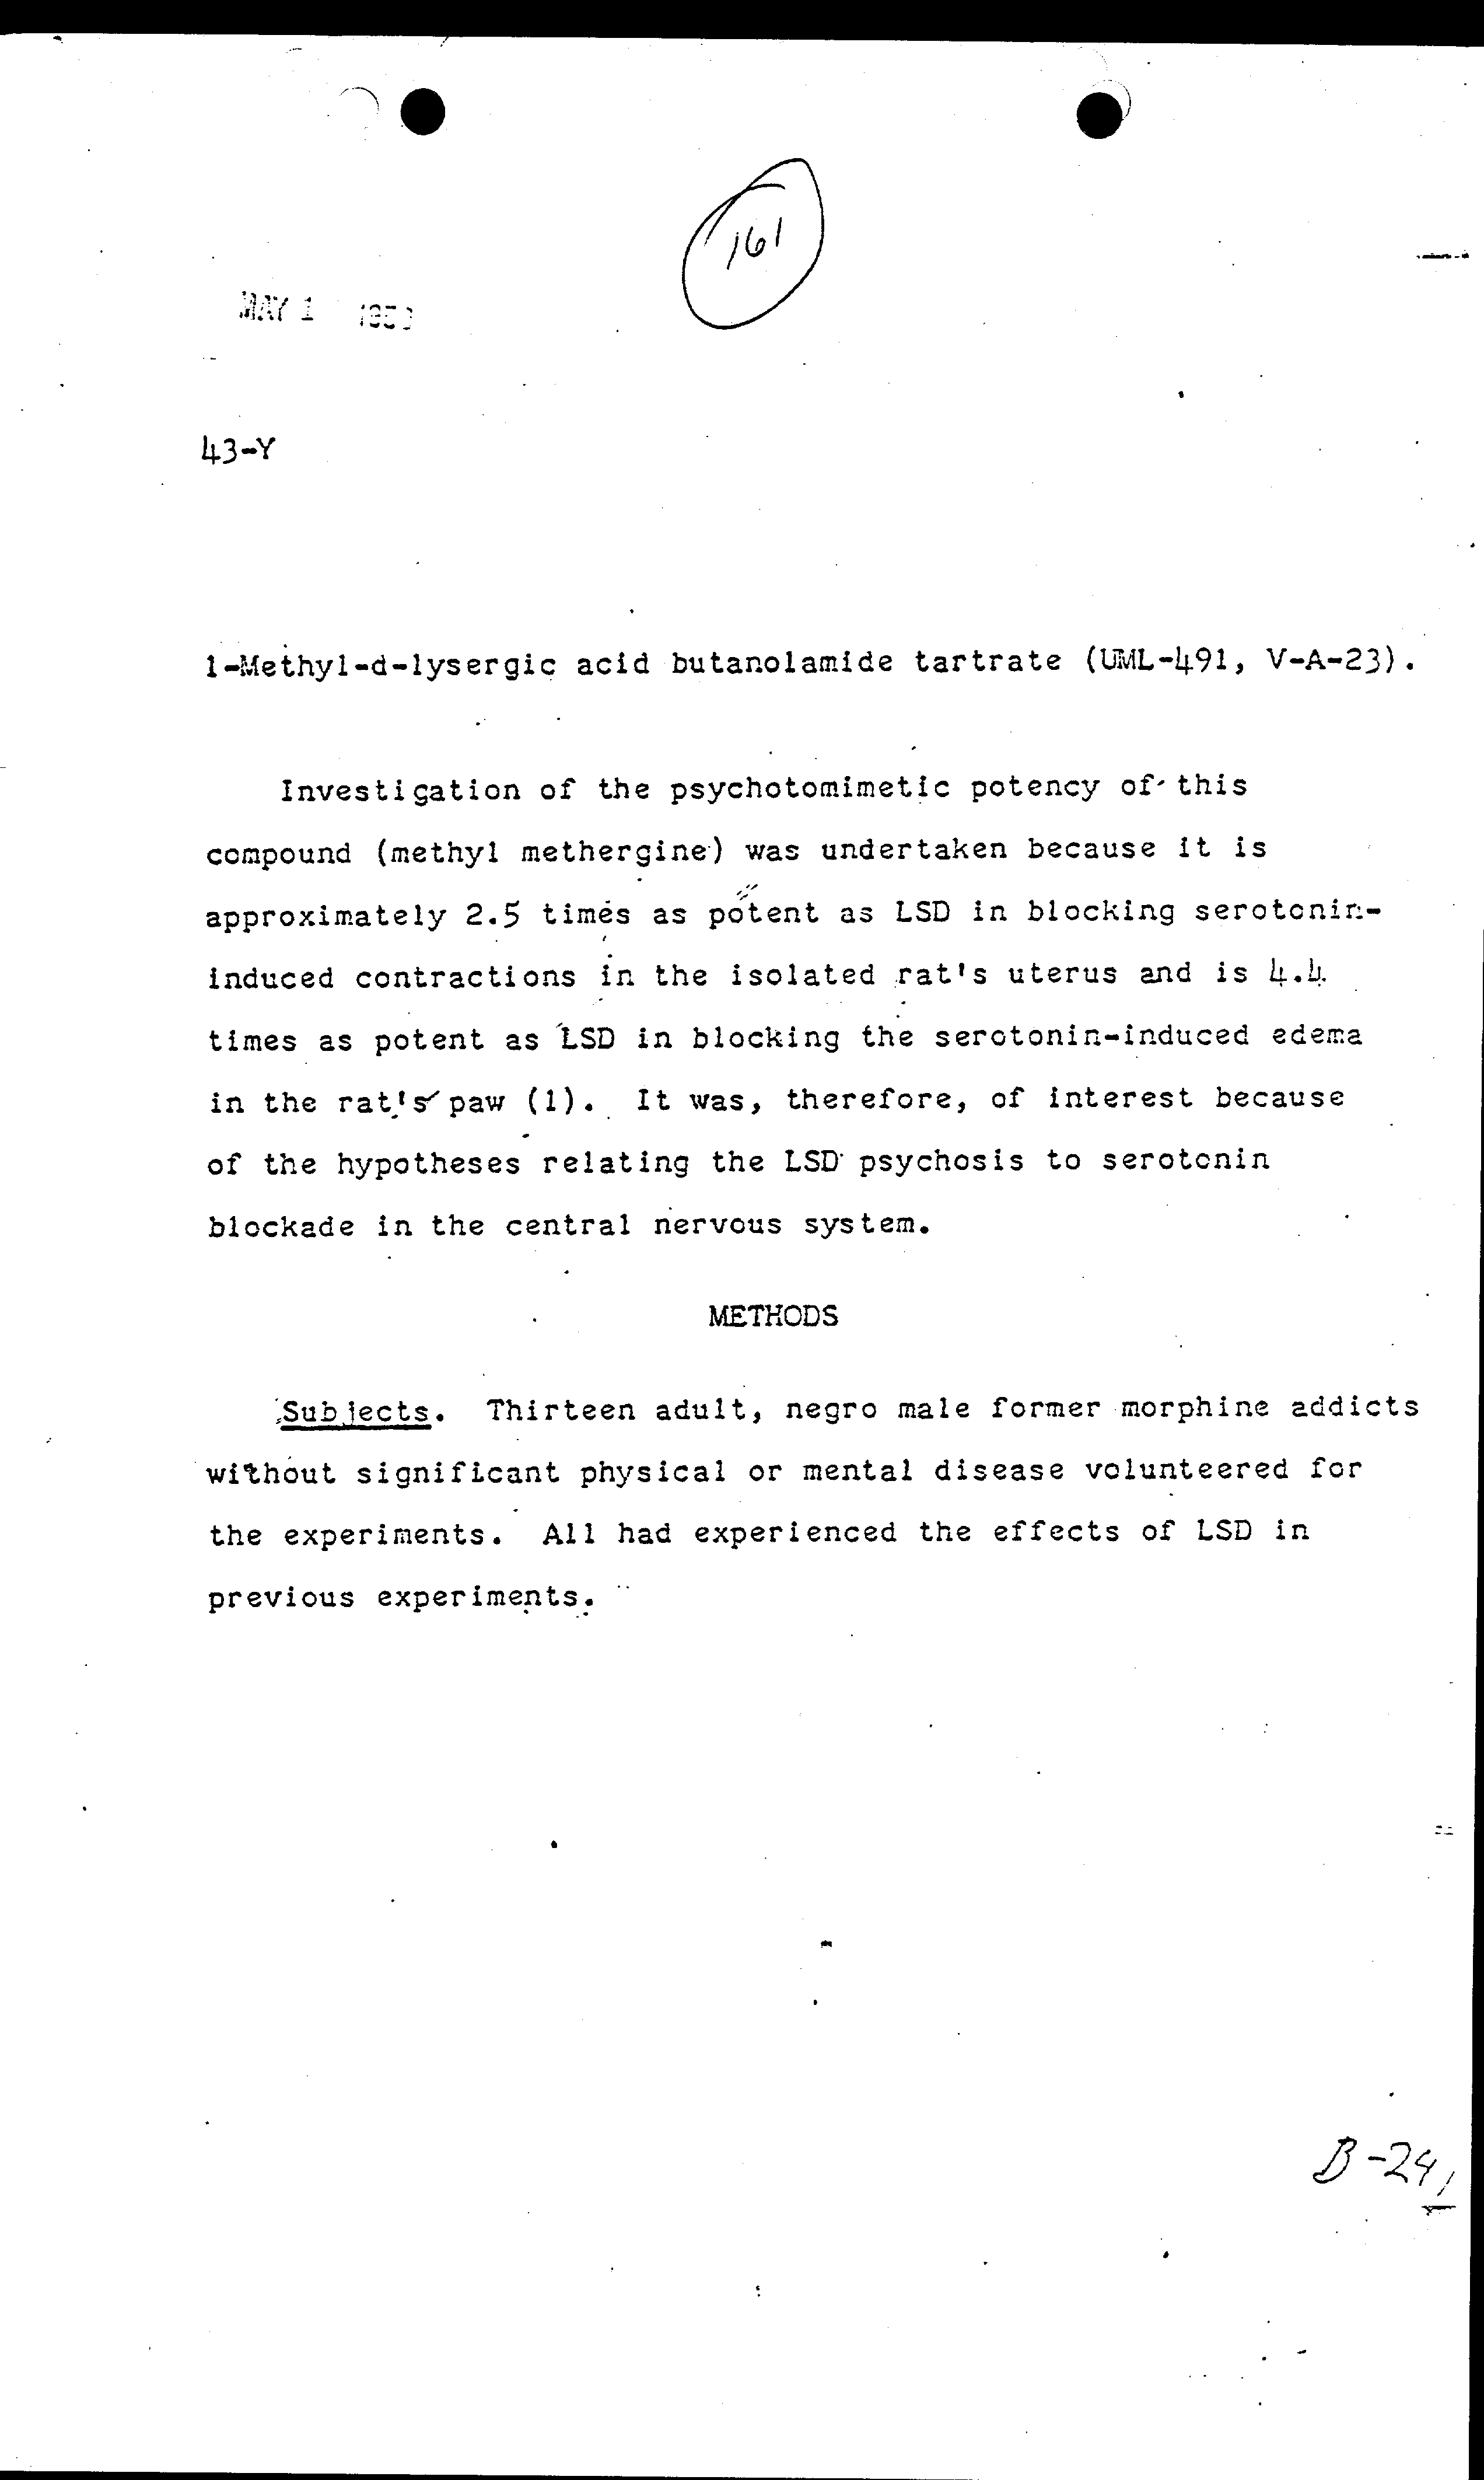 161
MAY 1
43-Y
1-Methyl-d-lysergic acid butanolamide tartrate (UML-491, V-A-23).
Investigation of the psychotomimetic potency of this
compound (methyl methergine) was undertaken because it is
approximately 2.5 times as potent as LSD in blocking serotonin-
induced contractions in the isolated rat's uterus and is 4.4
times as potent as LSD in blocking the serotonin-induced edema
in the rat's paw (1). It was, therefore, of interest because
of the hypotheses relating the LSD psychosis to serotonin
blockade in the central nervous system.
METHODS
Subjects. Thirteen adult, negro male former morphine addicts
without significant physical or mental disease volunteered for
the experiments. All had experienced the effects of LSD in
previous experiments.
B-24,